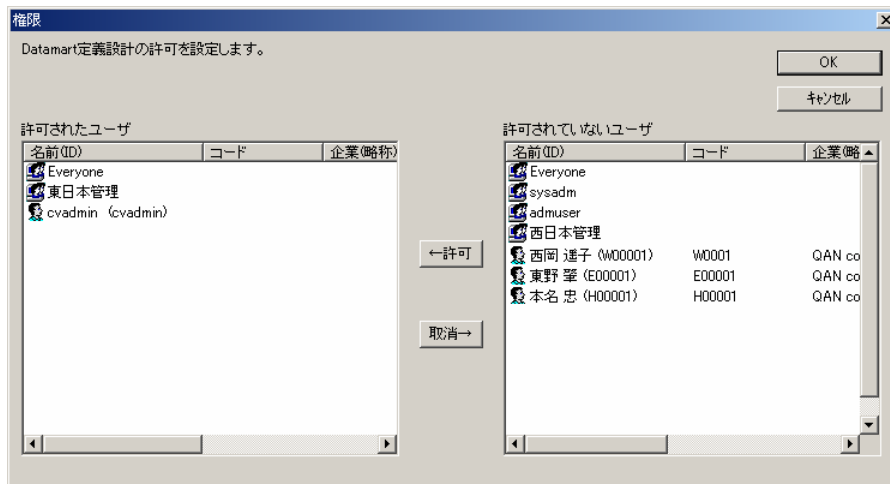 権限
Datamart定義設計の許可を設定します。
OK
ｷｬﾝｾﾙ
許可されたユーザ
名前(ID) コード 企業(略称)
Everyone
東日本管理
cvadmin (cvadmin)
←許可
取消→
許可されていないユーザ
名前(ID) コード 企業(略
Everyone
sysadm
admuser
西日本管理
西岡 遥子 (W00001) W0001 QAN co
東野 肇 (E00001) E00001 QAN co
本名 忠 (H00001) H00001 QAN co